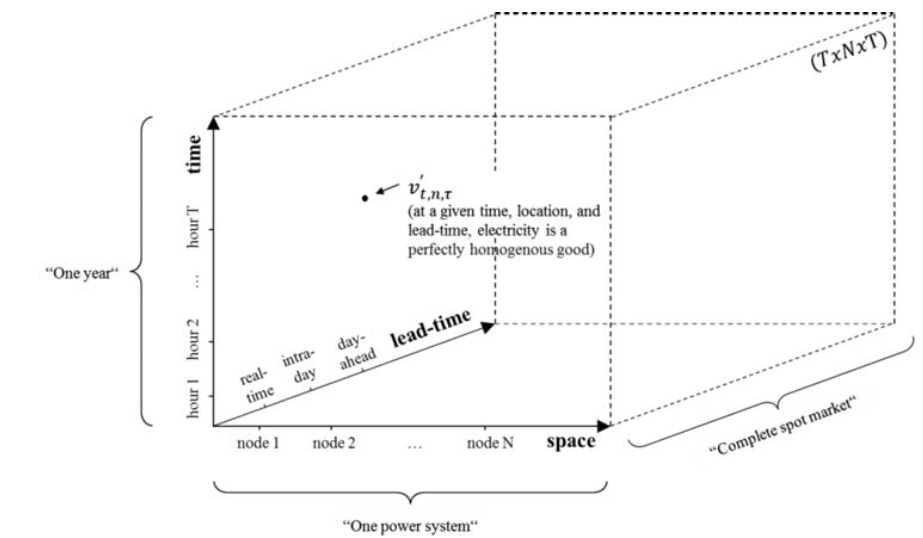 (TxNxT)
time
v′t,n,τ
(at a given time, location, and
lead-time, electricity is a
perfectly homogenous good)
hour T
...
hour 2
hour 1
“One year“
real-
time
intra-
day
day-
ahead
lead-time
node 1
node 2
...
node N
space
“Complete spot market“
“One power system“